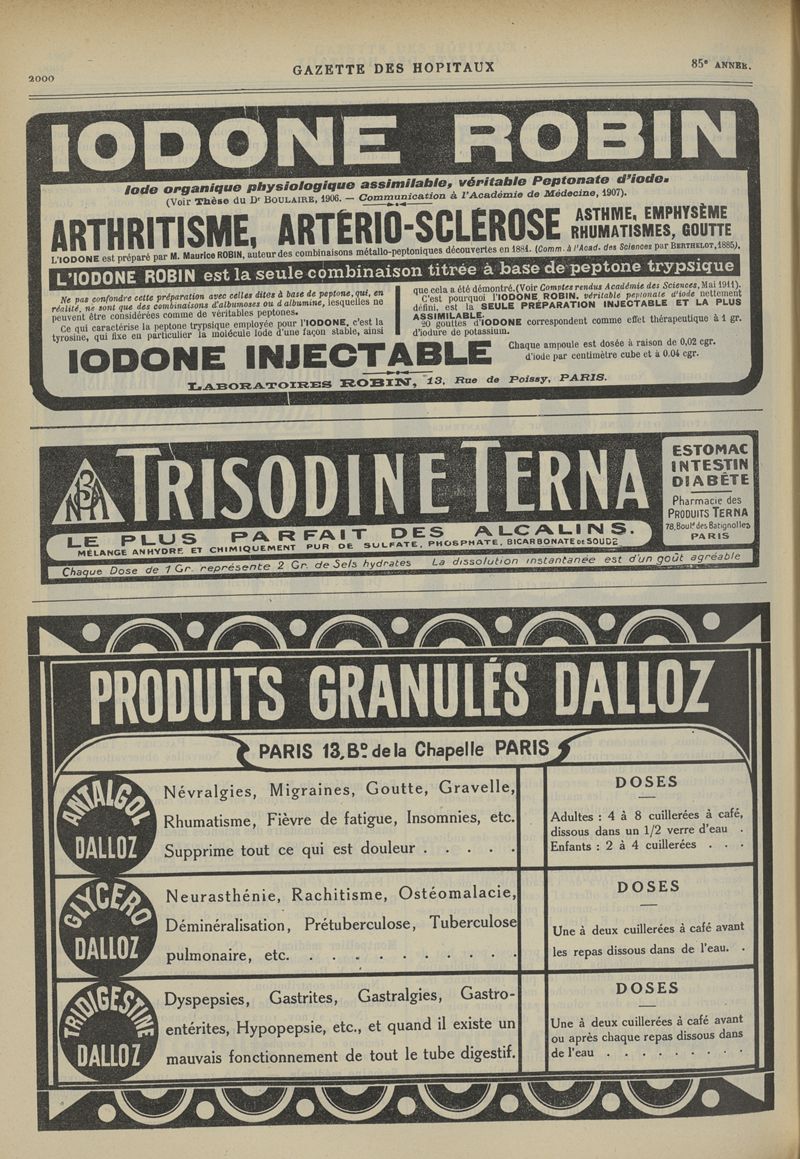 2000
GAZETTE DES HOPITAUX
85e ANNEE.
IODONE ROBIN
Iode organique physiologique assimilable, véritable Peptonate d'iode.
(Voir Thèse du Dr BOULAIRE, 1906. — Communication à l'Académie de Médecine, 1907).
ARTHRITISME, ARTÉRIO-SCLÉROSE
ASTHME, EMPHYSÈME
RHUMATISMES, GOUTTE
L'IODONE est préparé par M. Maurice ROBIN, auteur des combinaisons métallo-peptoniques découvertes en 1881. (Comm. à l'Acad. des Sciences par BERTHELOT, 1885).
L'IODONE ROBIN est la seule combinaison titrée à base de peptone trypsique
Ne pas confondre cette préparation avec celles dites à base de peptone, qui, en
réalité, ne sont que des combinaisons d'albumoses ou d'albumine, lesquelles ne
peuvent être considérées comme de véritables peptones.
Ce qui caractérise la peptone trypsique employée pour l'IODONE, c'est la
tyrosine, qui fixe en particulier la molécule Iode d'une façon stable, ainsi
que cela a été démontré. (Voir Comptes rendus Académie des Sciences, Mai 1911).
C'est pourquoi l'IODONE ROBIN, véritable peptonate d'iode nettement
défini, est la SEULE PRÉPARATION INJECTABLE ET LA PLUS
ASSIMILABLE.
20 gouttes d'IODONE correspondent comme effet thérapeutique à 1 gr.
d'iodure de potassium.
IODONE INJECTABLE
Chaque ampoule est dosée à raison de 0,02 cgr.
d'iode par centimètre cube et à 0.04 cgr.
LABORATOIRES ROBIN, 13, Rue de Poissy, PARIS.
TRISODINE TERNA
ESTOMAC
INTESTIN
DIABÈTE
Pharmacie des
PRODUITS TERNA
78, Bould des Batignolles
PARIS
LE PLUS PARFAIT DES ALCALINS.
MÉLANGE ANHYDRE ET CHIMIQUEMENT PUR DE SULFATE, PHOSPHATE, BICARBONATE DE SOUDE
Chaque Dose de 1 Gr. représente 2 Gr. de Sels hydratés La dissolution instantanée est d'un goût agréable
PRODUITS GRANULÉS DALLOZ
PARIS 13, Bd de la Chapelle PARIS
ANTALGOL
DALLOZ
Névralgies, Migraines, Goutte, Gravelle,
Rhumatisme, Fièvre de fatigue, Insomnies, etc.
Supprime tout ce qui est douleur . . . . .
DOSES
Adultes : 4 à 8 cuillerées à café,
dissous dans un 1/2 verre d'eau .
Enfants : 2 à 4 cuillerées . . .
GLYCERO
DALLOZ
Neurasthénie, Rachitisme, Ostéomalacie,
Déminéralisation, Prétuberculose, Tuberculose
pulmonaire, etc. . . . . . . . . . .
DOSES
Une à deux cuillerées à café avant
les repas dissous dans de l'eau. .
TRIDIGESTINE
DALLOZ
Dyspepsies, Gastrites, Gastralgies, Gastro-
entérites, Hypopepsie, etc., et quand il existe un
mauvais fonctionnement de tout le tube digestif.
DOSES
Une à deux cuillerées à café avant
ou après chaque repas dissous dans
de l'eau . . . . . . . . .